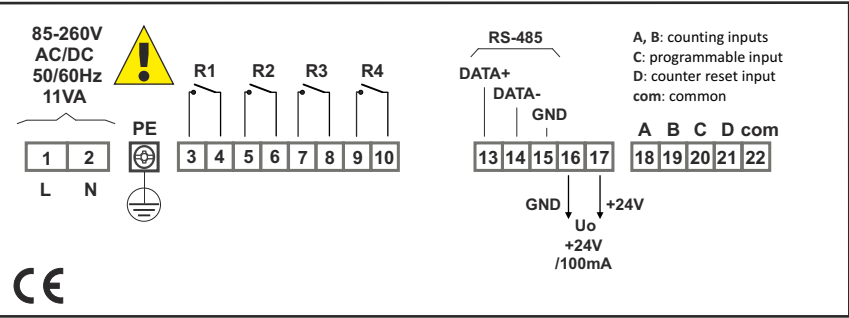 85-260V
AC/DC
50/60Hz
11VA
R1 R2 R3 R4
RS-485
DATA+
DATA-
GND
A, B: counting inputs
C: programmable input
D: counter reset input
com: common
PE
A B C D com
1 2
3 4 5 6 7 8 9 10
13 14 15 16 17
18 19 20 21 22
L N
GND +24V
Uo
+24V
/100mA
CE